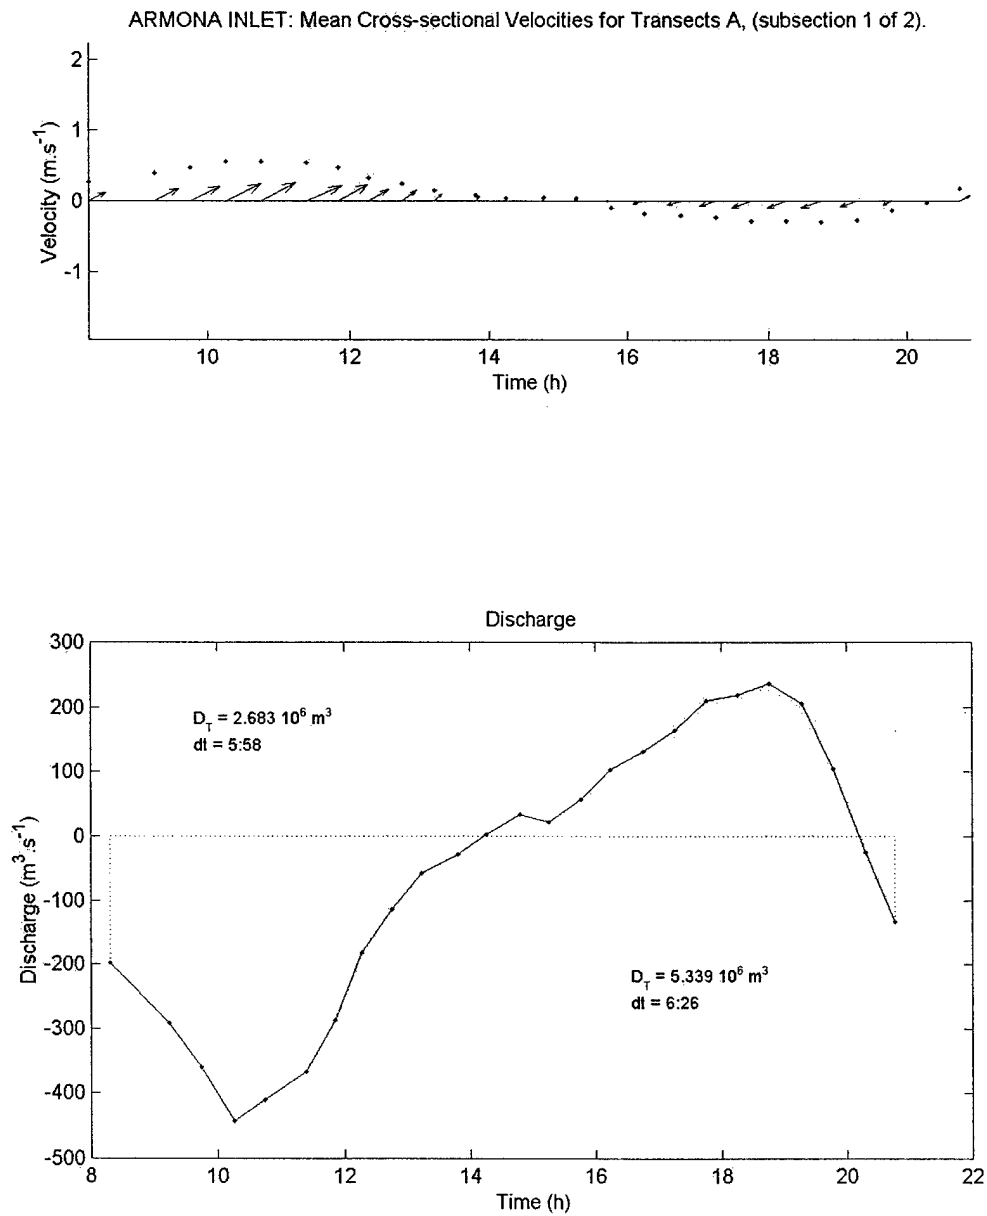 ARMONA INLET: Mean Cross-sectional Velocities for Transects A, (subsection 1 of 2).
2
1
0
-1
Velocity (m.s⁻¹)
10 12 14 16 18 20
Time (h)
Discharge
300
200
100
0
-100
-200
-300
-400
-500
Discharge (m³.s⁻¹)
D_T = 2.683 10⁶ m³
dt = 5:58
D_T = 5.339 10⁶ m³
dt = 6:26
8 10 12 14 16 18 20 22
Time (h)